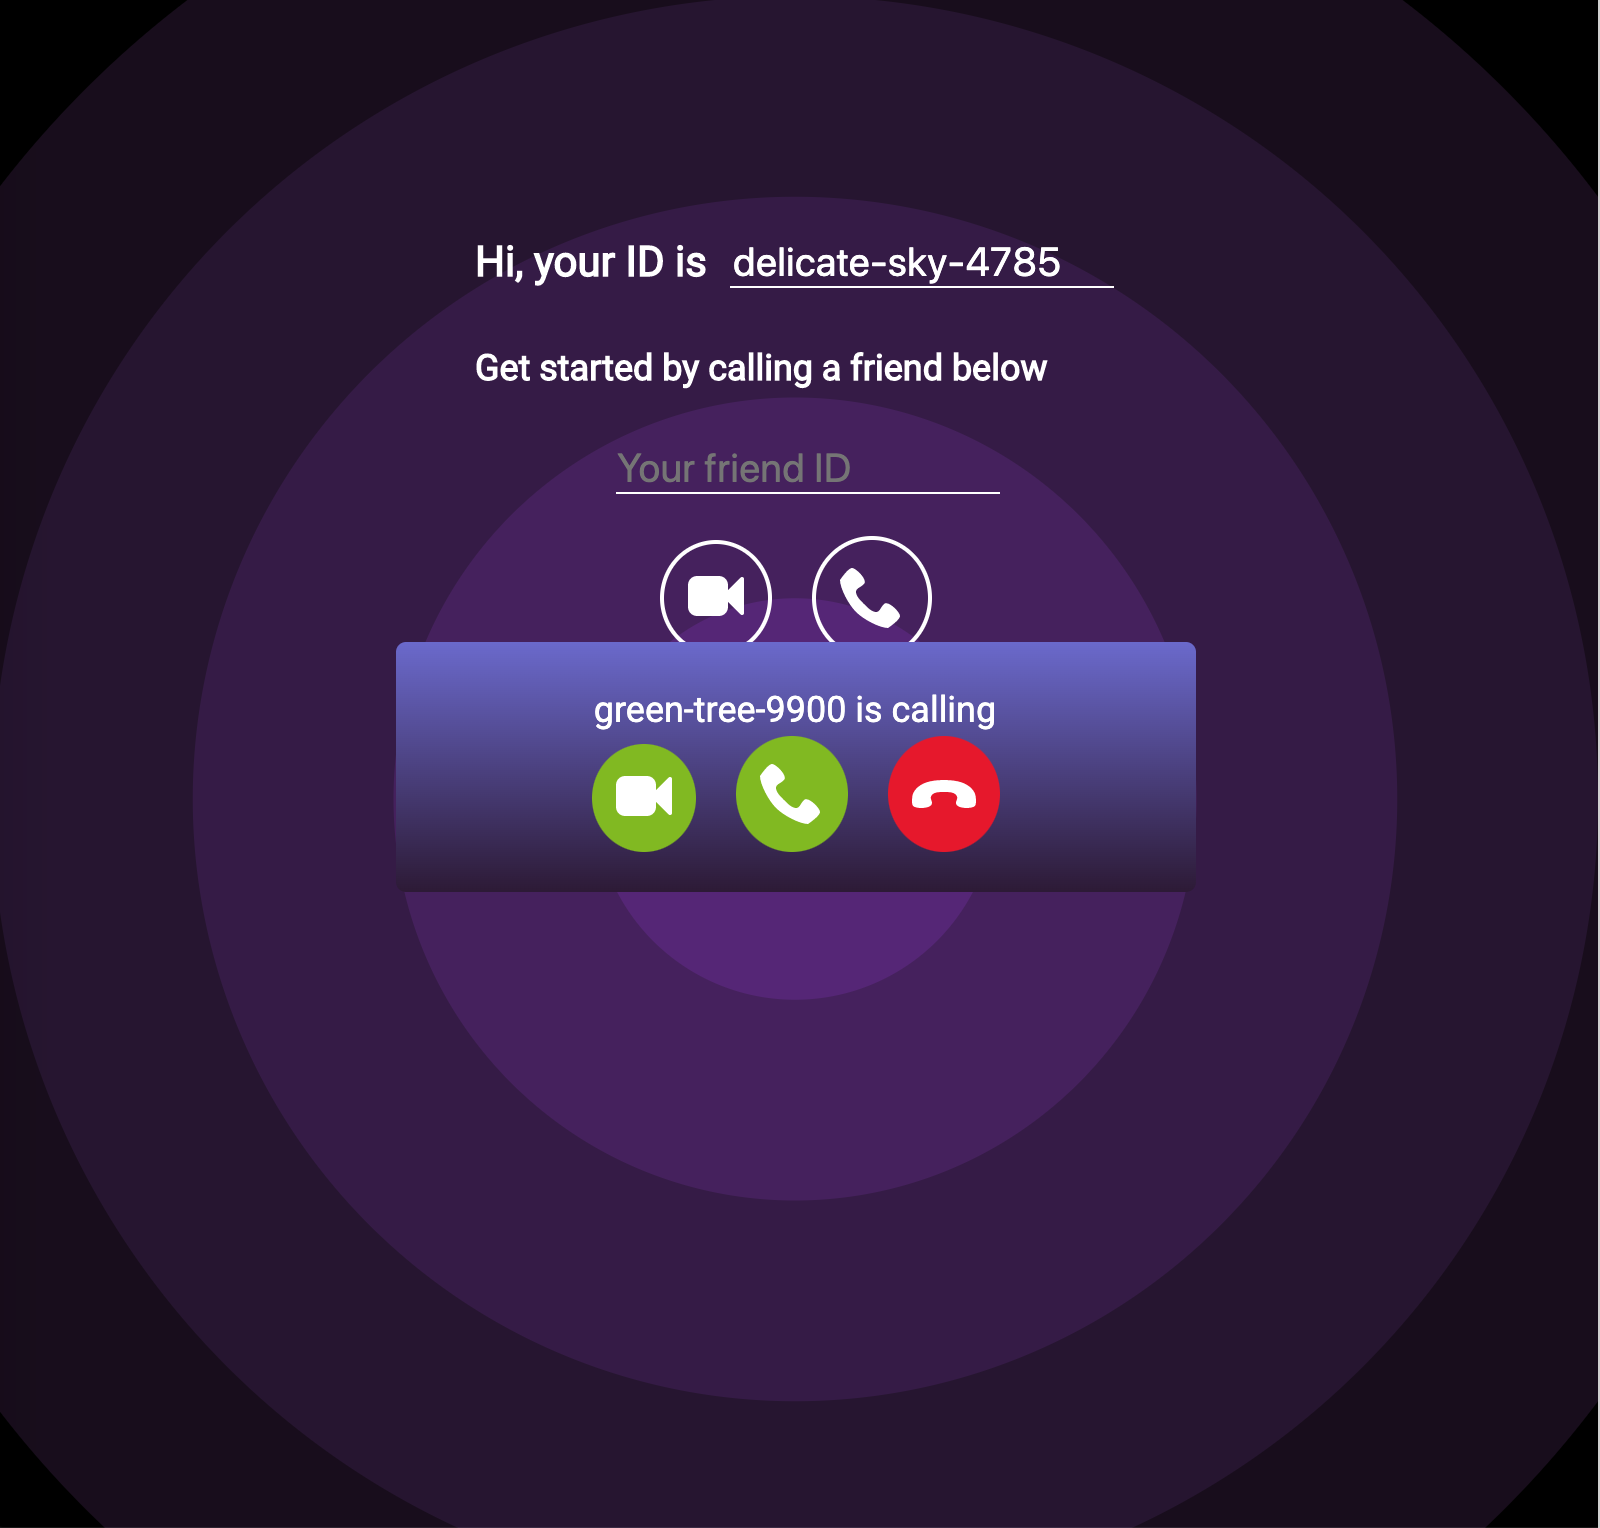 Hi, your ID is delicate-sky-4785
Get started by calling a friend below
Your friend ID
green-tree-9900 is calling